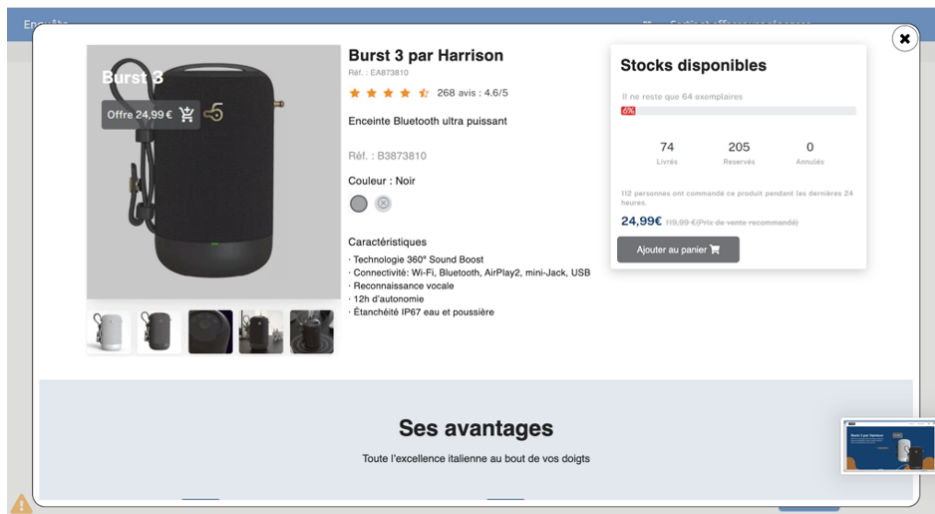 Burst 3 par Harrison
Réf. : EA873810
268 avis : 4.6/5
Enceinte Bluetooth ultra puissant
Réf. : B3873810
Couleur : Noir
Caractéristiques
· Technologie 360° Sound Boost
· Connectivité: Wi-Fi, Bluetooth, AirPlay2, mini-Jack, USB
· Reconnaissance vocale
· 12h d'autonomie
· Étanchéité IP67 eau et poussière
Burst 3
Offre 24,99 €
Stocks disponibles
Il ne reste que 64 exemplaires
6%
74 205 0
Livrés Reservés Annulés
112 personnes ont commandé ce produit pendant les dernières 24
heures.
24,99€ 119,99 €(Prix de vente recommandé)
Ajouter au panier
Ses avantages
Toute l'excellence italienne au bout de vos doigts